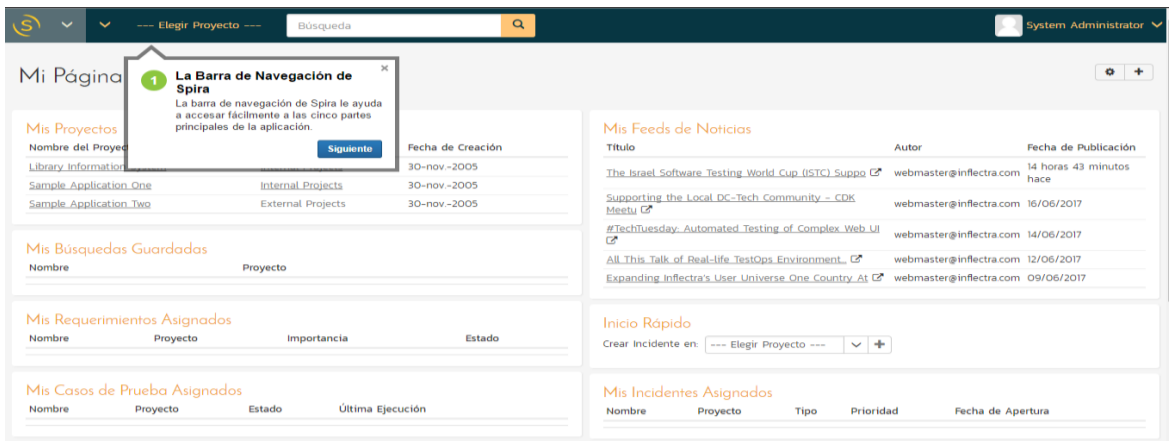 --- Elegir Proyecto ---
Búsqueda
System Administrator
Mi Página
1
La Barra de Navegación de
Spira
La barra de navegación de Spira le ayuda
a accesar fácilmente a las cinco partes
principales de la aplicación.
Siguiente
Mis Proyectos
Nombre del Proyec Fecha de Creación
Library Information 30-nov.-2005
Sample Application One Internal Projects 30-nov.-2005
Sample Application Two External Projects 30-nov.-2005
Mis Búsquedas Guardadas
Nombre Proyecto
Mis Requerimientos Asignados
Nombre Proyecto Importancia Estado
Mis Casos de Prueba Asignados
Nombre Proyecto Estado Última Ejecución
Mis Feeds de Noticias
Título Autor Fecha de Publicación
The Israel Software Testing World Cup (ISTC) Suppo webmaster@inflectra.com 14 horas 43 minutos
hace
Supporting the Local DC-Tech Community - CDK
Meetu webmaster@inflectra.com 16/06/2017
#TechTuesday: Automated Testing of Complex Web UI
webmaster@inflectra.com 14/06/2017
All This Talk of Real-life TestOps Environment... webmaster@inflectra.com 12/06/2017
Expanding Inflectra's User Universe One Country At webmaster@inflectra.com 09/06/2017
Inicio Rápido
Crear Incidente en: --- Elegir Proyecto ---
Mis Incidentes Asignados
Nombre Proyecto Tipo Prioridad Fecha de Apertura